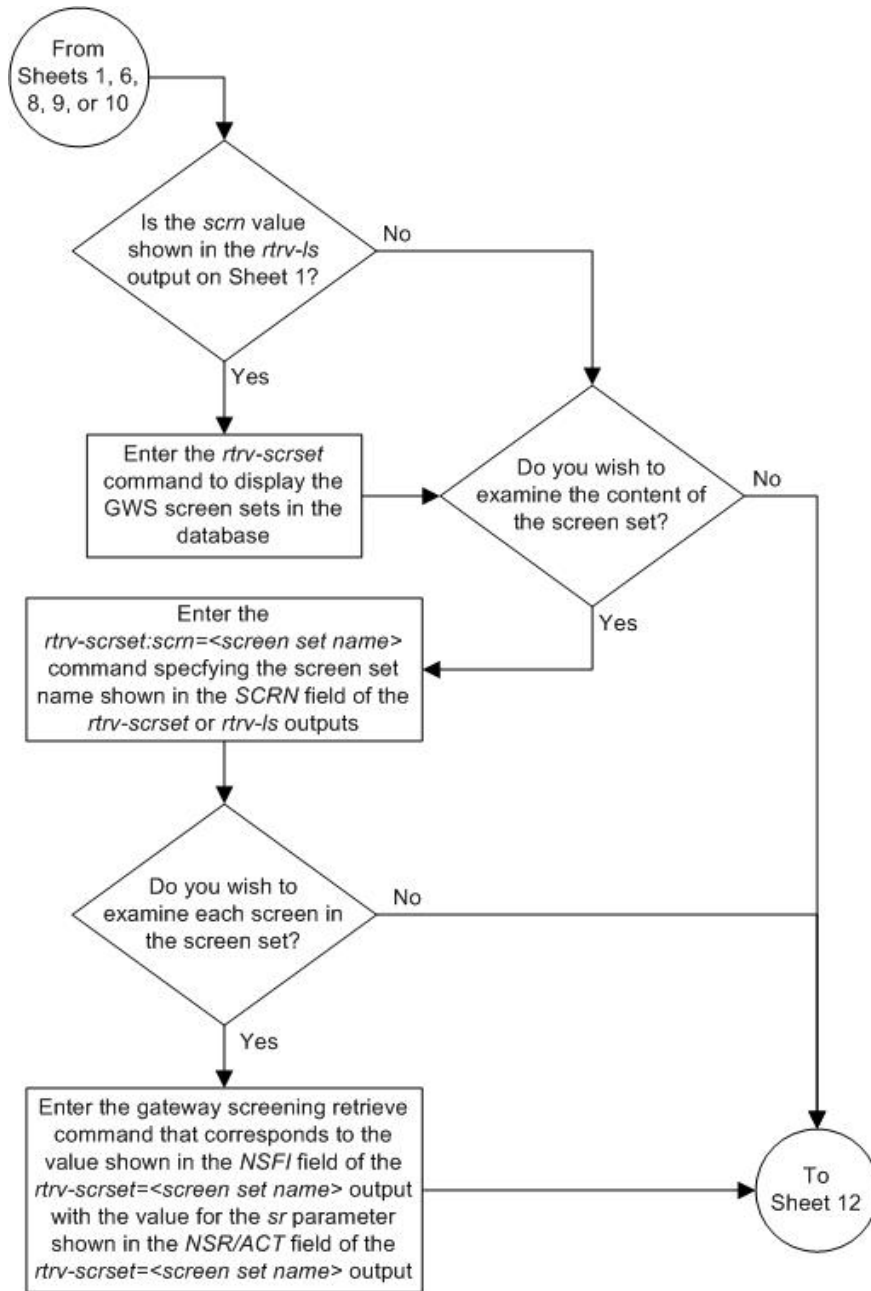 From
Sheets 1, 6,
8, 9, or 10
Is the scrn value
shown in the rtrv-ls
output on Sheet 1?
No
Yes
Enter the rtrv-scrset
command to display the
GWS screen sets in the
database
Do you wish to
examine the content of
the screen set?
No
Yes
Enter the
rtrv-scrset:scrn=<screen set name>
command specfying the screen set
name shown in the SCRN field of the
rtrv-scrset or rtrv-ls outputs
Do you wish to
examine each screen in
the screen set?
No
Yes
Enter the gateway screening retrieve
command that corresponds to the
value shown in the NSFI field of the
rtrv-scrset=<screen set name> output
with the value for the sr parameter
shown in the NSR/ACT field of the
rtrv-scrset=<screen set name> output
To
Sheet 12